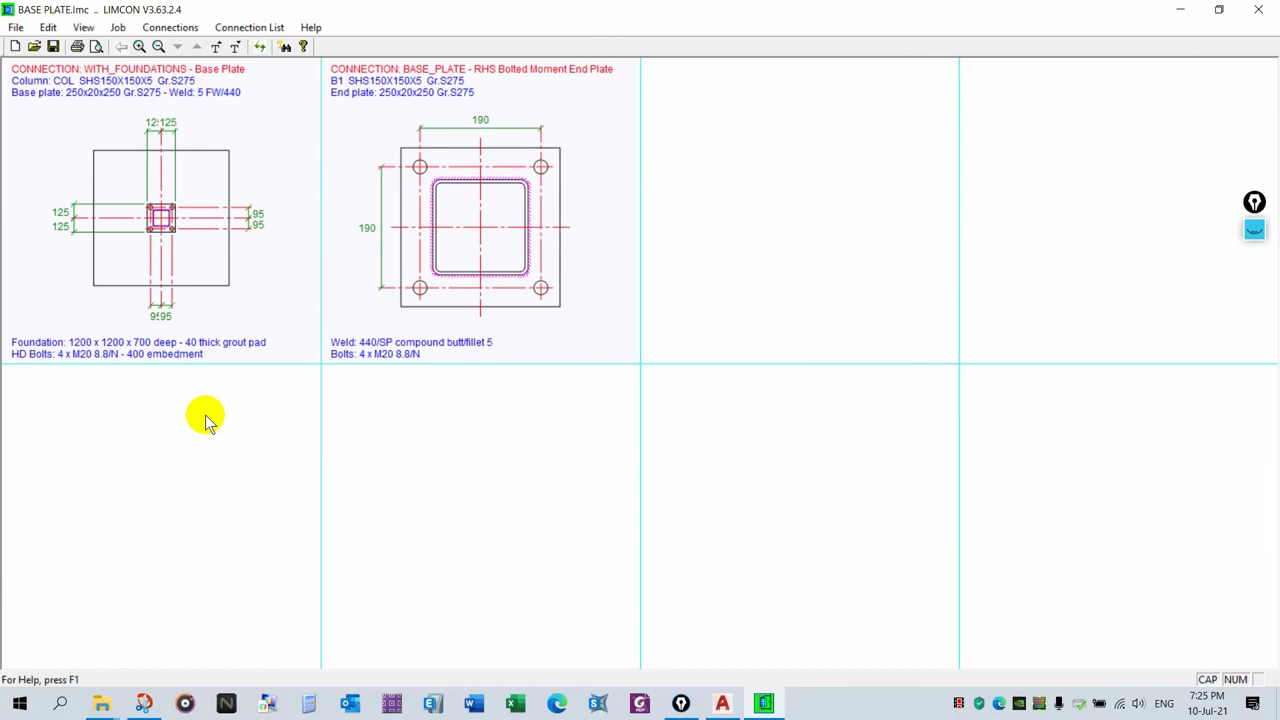 BASE PLATE.lmc .. LIMCON V3.63.2.4
File Edit View Job Connections Connection List Help
CONNECTION: WITH_FOUNDATIONS - Base Plate
Column: COL SHS150X150X5 Gr.S275
Base plate: 250x20x250 Gr.S275 - Weld: 5 FW/440
125
125
125
95
95
Foundation: 1200 x 1200 x 700 deep - 40 thick grout pad
HD Bolts: 4 x M20 8.8/N - 400 embedment
CONNECTION: BASE_PLATE - RHS Bolted Moment End Plate
B1 SHS150X150X5 Gr.S275
End plate: 250x20x250 Gr.S275
190
190
Weld: 440/SP compound butt/fillet 5
Bolts: 4 x M20 8.8/N
For Help, press F1
CAP NUM
ENG
7:25 PM
10-Jul-21